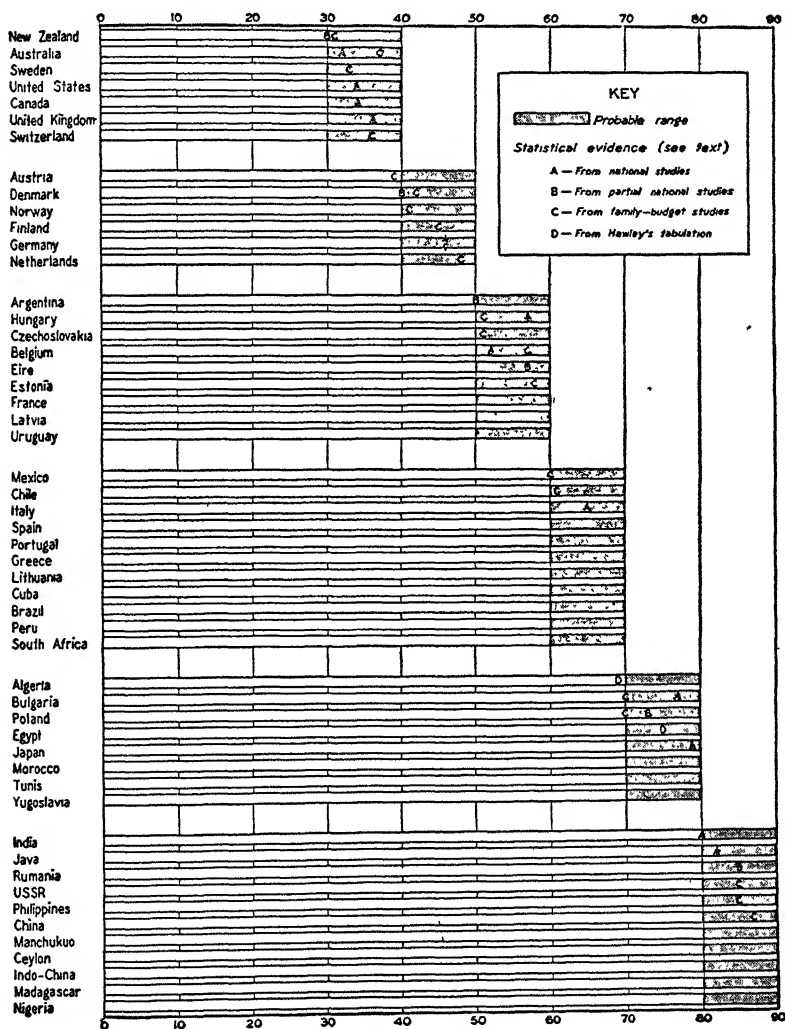 0 10 20 30 40 50 60 70 80 90
New Zealand BC
Australia A
Sweden C
United States A
Canada A
United Kingdom A
Switzerland C
KEY
Probable range
Statistical evidence (see text)
A — From national studies
B — From partial national studies
C — From family-budget studies
D — From Hawley's tabulation
Austria C
Denmark B C
Norway C
Finland C
Germany
Netherlands C
Argentina B
Hungary C A
Czechoslovakia C
Belgium A C
Eire B
Estonia C
France
Latvia
Uruguay
Mexico C
Chile C
Italy A
Spain
Portugal
Greece
Lithuania
Cuba
Brazil
Peru
South Africa
Algeria D
Bulgaria C A
Poland C B
Egypt D
Japan A
Morocco
Tunis
Yugoslavia
India A
Java A
Rumania B
USSR C
Philippines C
China C
Manchukuo
Ceylon
Indo-China
Madagascar
Nigeria
0 10 20 30 40 50 60 70 80 90